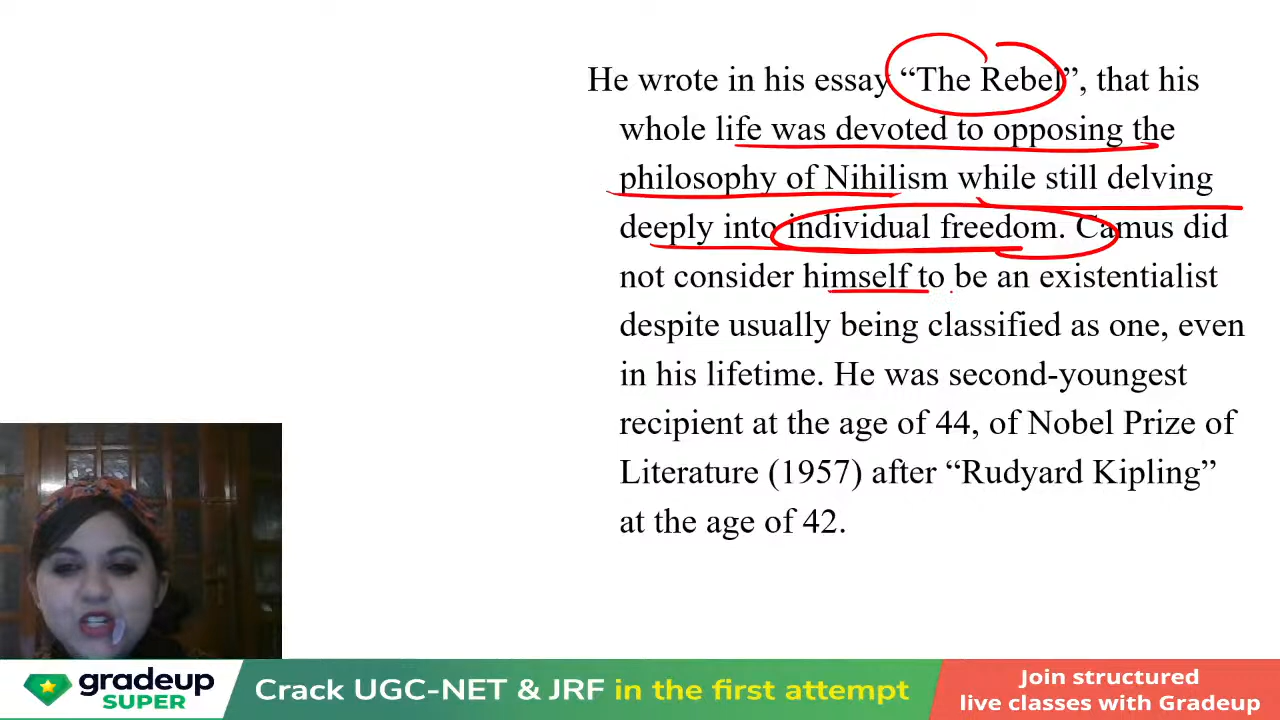 He wrote in his essay “The Rebel”, that his
whole life was devoted to opposing the
philosophy of Nihilism while still delving
deeply into individual freedom. Camus did
not consider himself to be an existentialist
despite usually being classified as one, even
in his lifetime. He was second-youngest
recipient at the age of 44, of Nobel Prize of
Literature (1957) after “Rudyard Kipling”
at the age of 42.
gradeup
SUPER
Crack UGC-NET & JRF in the first attempt
Join structured
live classes with Gradeup